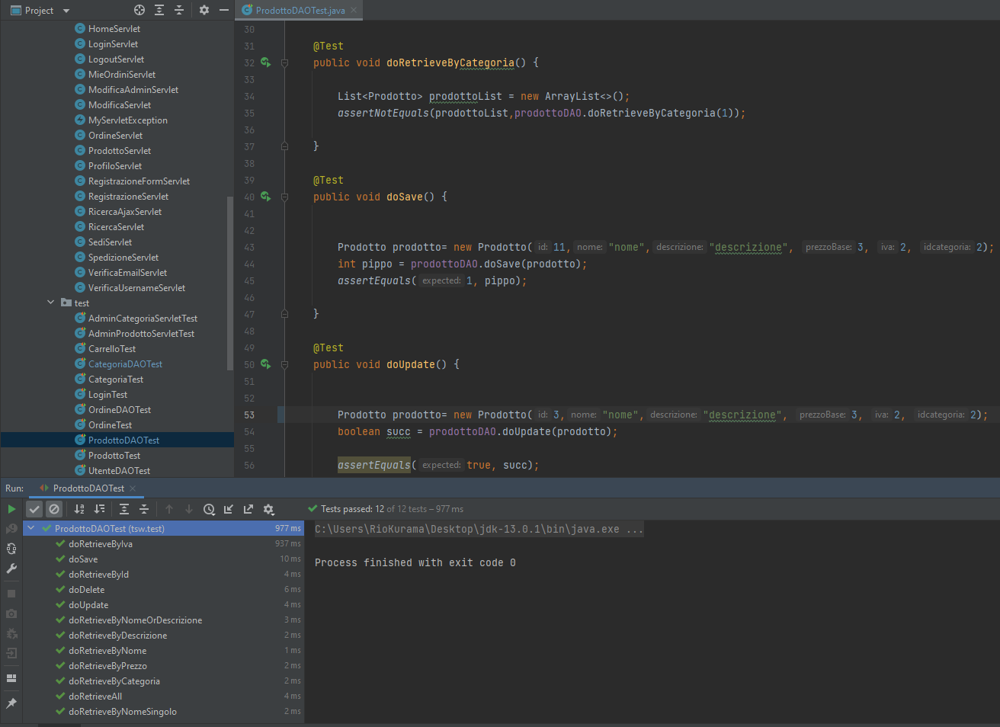 Project
HomeServlet
LoginServlet
LogoutServlet
MieOrdiniServlet
ModificaAdminServlet
ModificaServlet
MyServletException
OrdineServlet
ProdottoServlet
ProfiloServlet
RegistrazioneFormServlet
RegistrazioneServlet
RicercaAjaxServlet
RicercaServlet
SediServlet
SpedizioneServlet
VerificaEmailServlet
VerificaUsernameServlet
test
AdminCategoriaServletTest
AdminProdottoServletTest
CarrelloTest
CategoriaDAOTest
CategoriaTest
LoginTest
OrdineDAOTest
OrdineTest
ProdottoDAOTest
ProdottoTest
UtenteDAOTest
ProdottoDAOTest.java
30
31 @Test
32 public void doRetrieveByCategoria() {
33
34 List<Prodotto> prodottoList = new ArrayList<>();
35 assertNotEquals(prodottoList,prodottoDAO.doRetrieveByCategoria(1));
36
37 }
38
39 @Test
40 public void doSave() {
41
42
43 Prodotto prodotto= new Prodotto( id: 11, nome: "nome", descrizione: "descrizione", prezzoBase: 3, iva: 2, idcategoria: 2);
44 int pippo = prodottoDAO.doSave(prodotto);
45 assertEquals( expected: 1, pippo);
46
47 }
48
49 @Test
50 public void doUpdate() {
51
52
53 Prodotto prodotto= new Prodotto( id: 3, nome: "nome", descrizione: "descrizione", prezzoBase: 3, iva: 2, idcategoria: 2);
54 boolean succ = prodottoDAO.doUpdate(prodotto);
55
56 assertEquals( expected: true, succ);
Run: ProdottoDAOTest
Tests passed: 12 of 12 tests – 977 ms
ProdottoDAOTest (tsw.test) 977 ms
doRetrieveByIva 937 ms
doSave 10 ms
doRetrieveById 4 ms
doDelete 6 ms
doUpdate 4 ms
doRetrieveByNomeOrDescrizione 3 ms
doRetrieveByDescrizione 2 ms
doRetrieveByNome 1 ms
doRetrieveByPrezzo 2 ms
doRetrieveByCategoria 2 ms
doRetrieveAll 4 ms
doRetrieveByNomeSingolo 2 ms
C:\Users\RioKurama\Desktop\jdk-13.0.1\bin\java.exe ...
Process finished with exit code 0